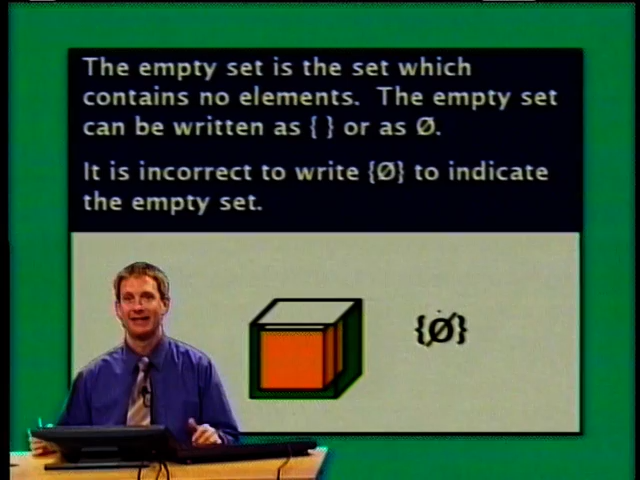 The empty set is the set which
contains no elements. The empty set
can be written as { } or as Ø.
It is incorrect to write {Ø} to indicate
the empty set.
{Ø}